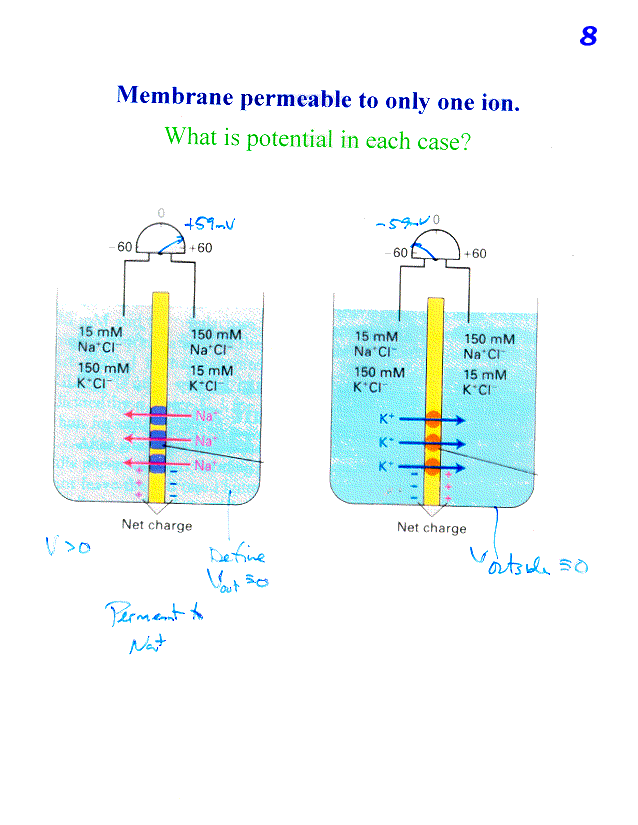 8
Membrane permeable to only one ion.
What is potential in each case?
0
+59mV
-60
+60
15 mM
Na⁺Cl⁻
150 mM
K⁺Cl⁻
150 mM
Na⁺Cl⁻
15 mM
K⁺Cl⁻
Na⁺
Na⁺
Na⁺
+ −
+ −
+ −
Net charge
V>0
Define
Vout ≡0
Permeant to
Na+
-59mV
0
-60
+60
15 mM
Na⁺Cl⁻
150 mM
K⁺Cl⁻
150 mM
Na⁺Cl⁻
15 mM
K⁺Cl⁻
K⁺
K⁺
K⁺
− +
− +
− +
Net charge
Voutside ≡0